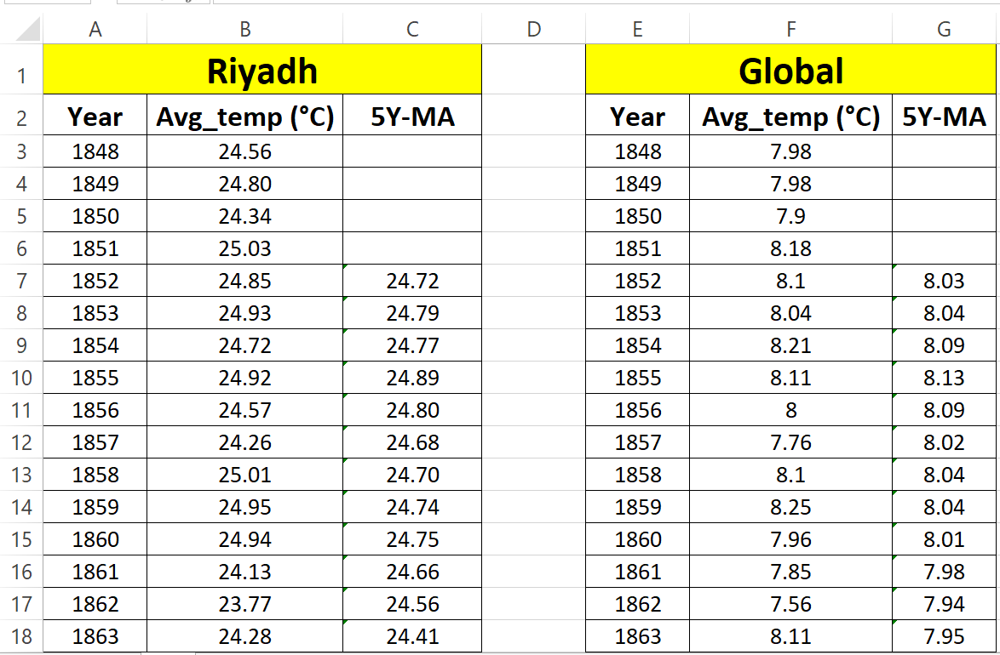 A B C D E F G
1 Riyadh Global
2 Year Avg_temp (°C) 5Y-MA Year Avg_temp (°C) 5Y-MA
3 1848 24.56 1848 7.98
4 1849 24.80 1849 7.98
5 1850 24.34 1850 7.9
6 1851 25.03 1851 8.18
7 1852 24.85 24.72 1852 8.1 8.03
8 1853 24.93 24.79 1853 8.04 8.04
9 1854 24.72 24.77 1854 8.21 8.09
10 1855 24.92 24.89 1855 8.11 8.13
11 1856 24.57 24.80 1856 8 8.09
12 1857 24.26 24.68 1857 7.76 8.02
13 1858 25.01 24.70 1858 8.1 8.04
14 1859 24.95 24.74 1859 8.25 8.04
15 1860 24.94 24.75 1860 7.96 8.01
16 1861 24.13 24.66 1861 7.85 7.98
17 1862 23.77 24.56 1862 7.56 7.94
18 1863 24.28 24.41 1863 8.11 7.95